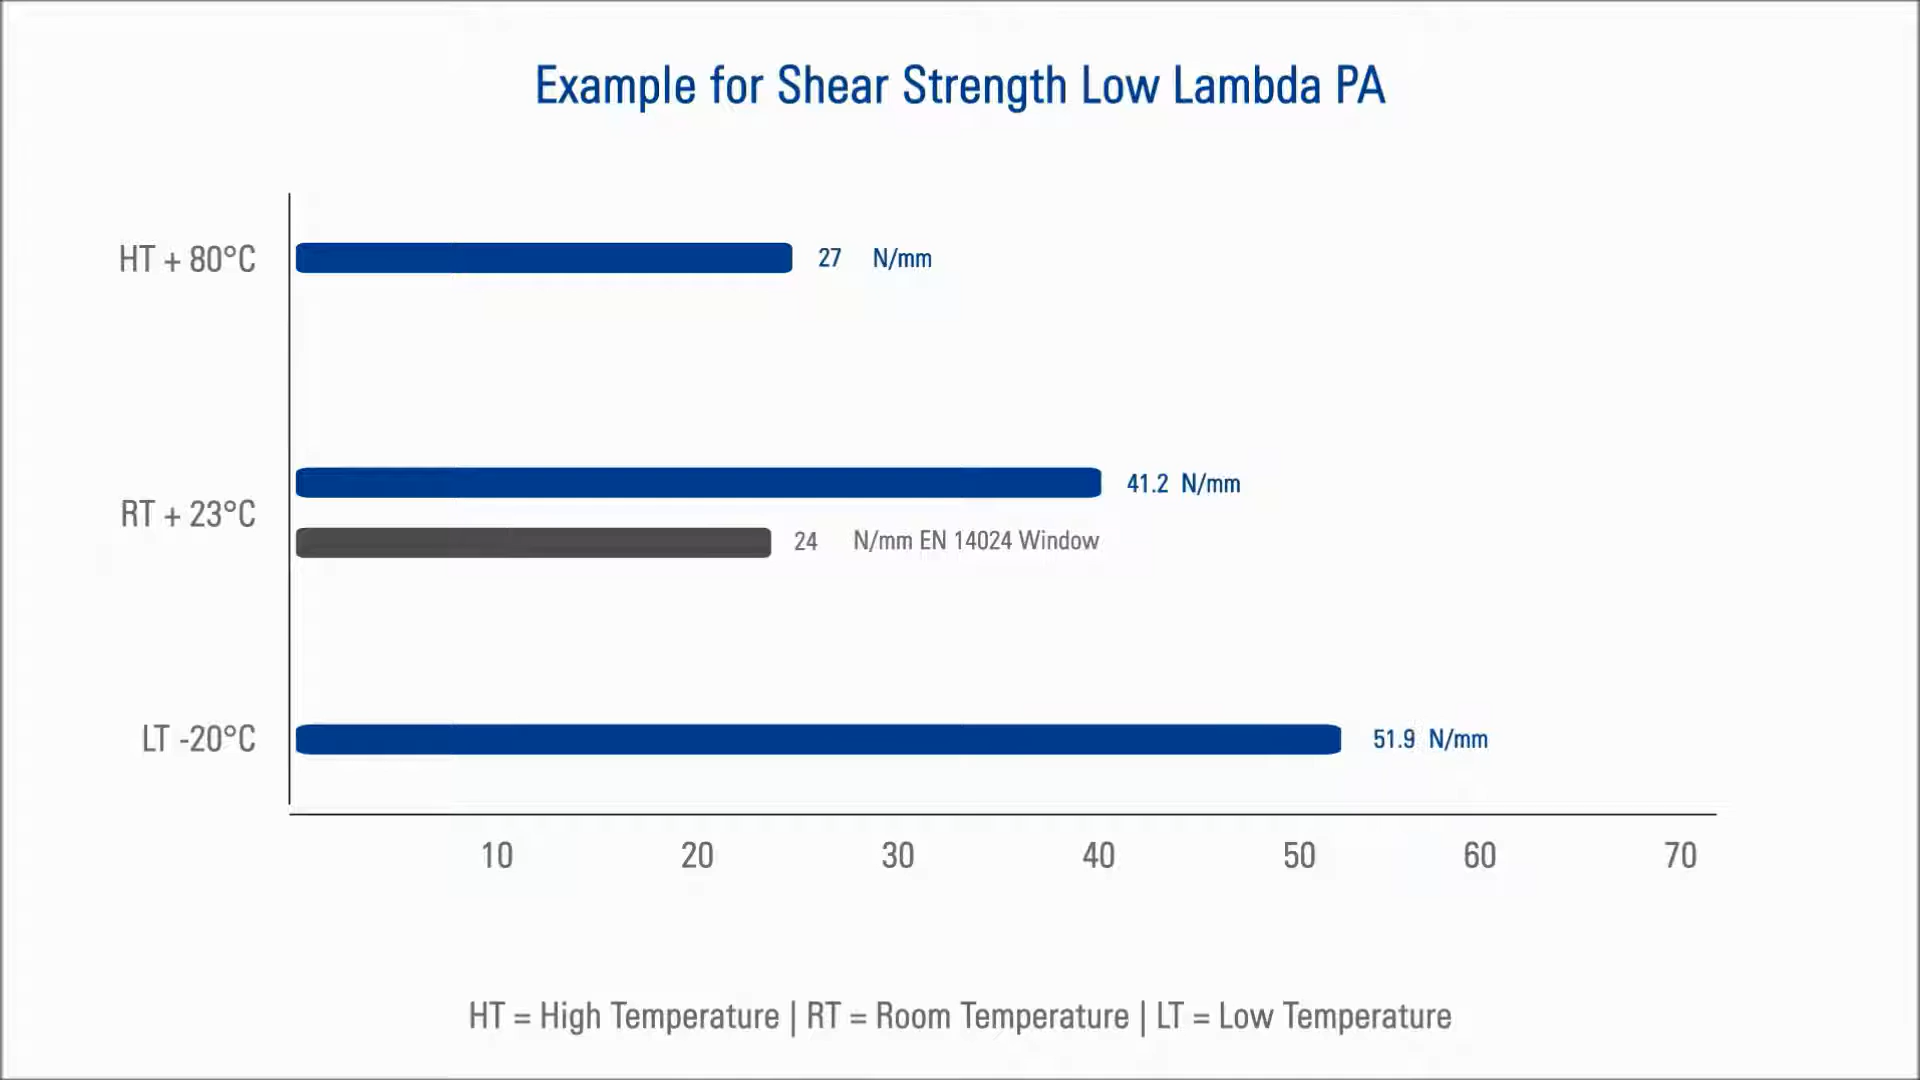 Example for Shear Strength Low Lambda PA
HT + 80°C
27 N/mm
RT + 23°C
41.2 N/mm
24 N/mm EN 14024 Window
LT -20°C
51.9 N/mm
10 20 30 40 50 60 70
HT = High Temperature | RT = Room Temperature | LT = Low Temperature